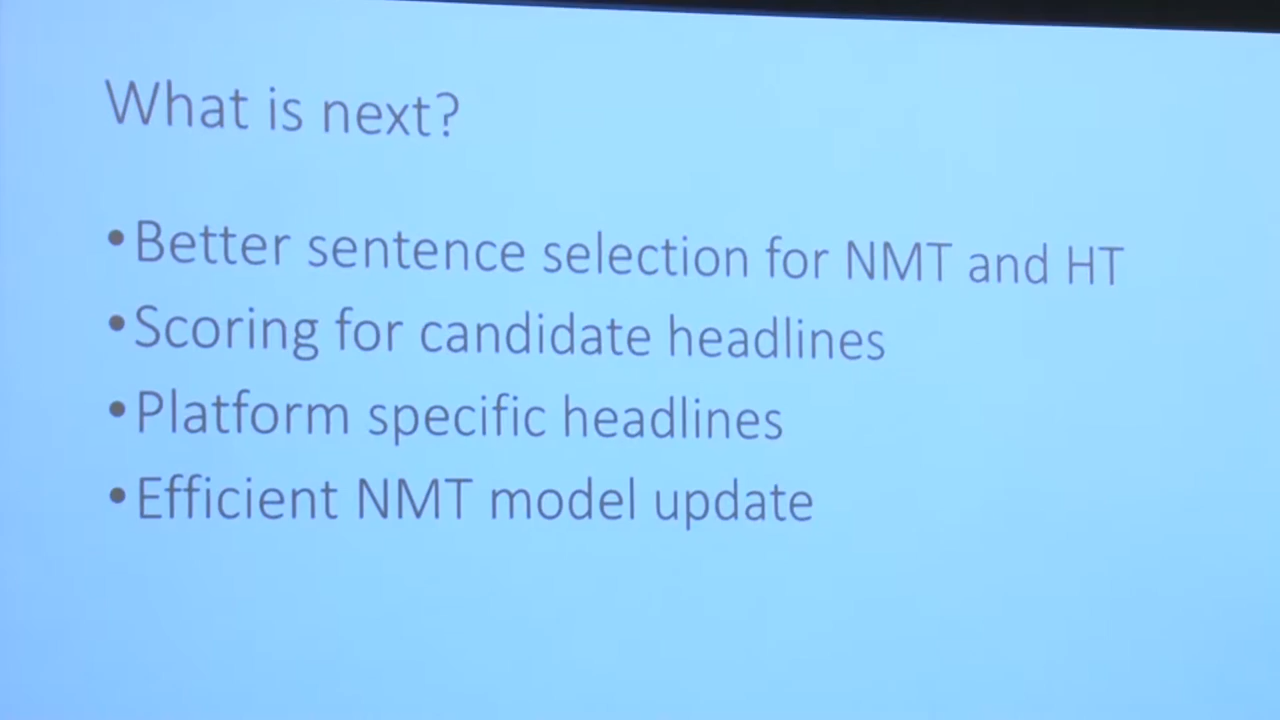 What is next?
•Better sentence selection for NMT and HT
•Scoring for candidate headlines
•Platform specific headlines
•Efficient NMT model update